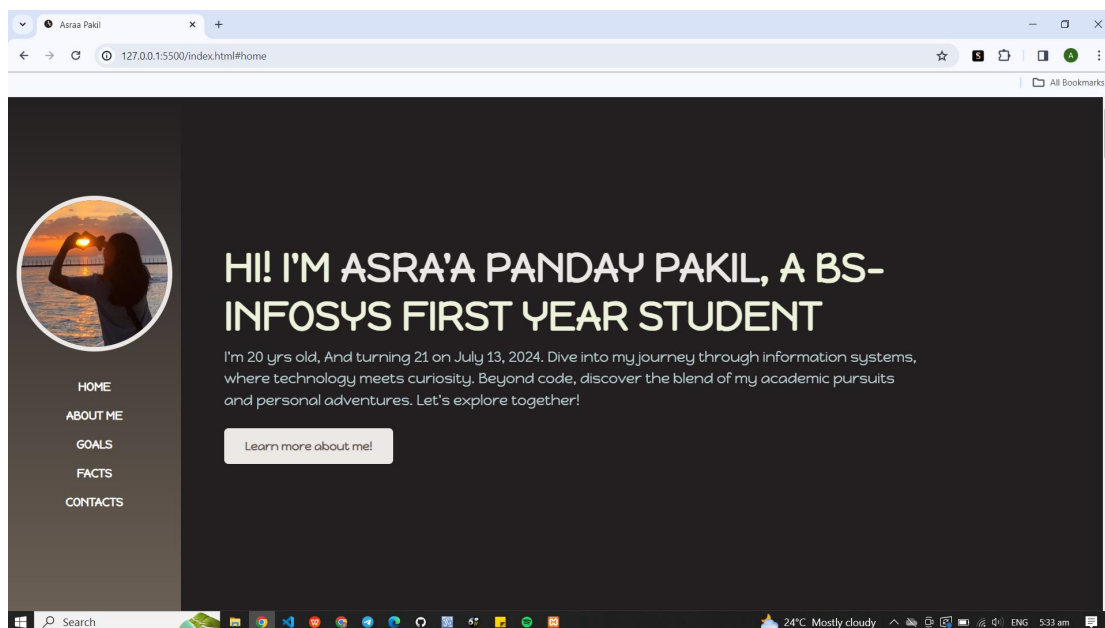 Asraa Pakil
127.0.0.1:5500/index.html#home
S
A
All Bookmarks
HI! I'M ASRA'A PANDAY PAKIL, A BS-
INFOSYS FIRST YEAR STUDENT
I'm 20 yrs old, And turning 21 on July 13, 2024. Dive into my journey through information systems,
where technology meets curiosity. Beyond code, discover the blend of my academic pursuits
and personal adventures. Let's explore together!
Learn more about me!
HOME
ABOUT ME
GOALS
FACTS
CONTACTS
Search
24°C Mostly cloudy
ENG
5:33 am